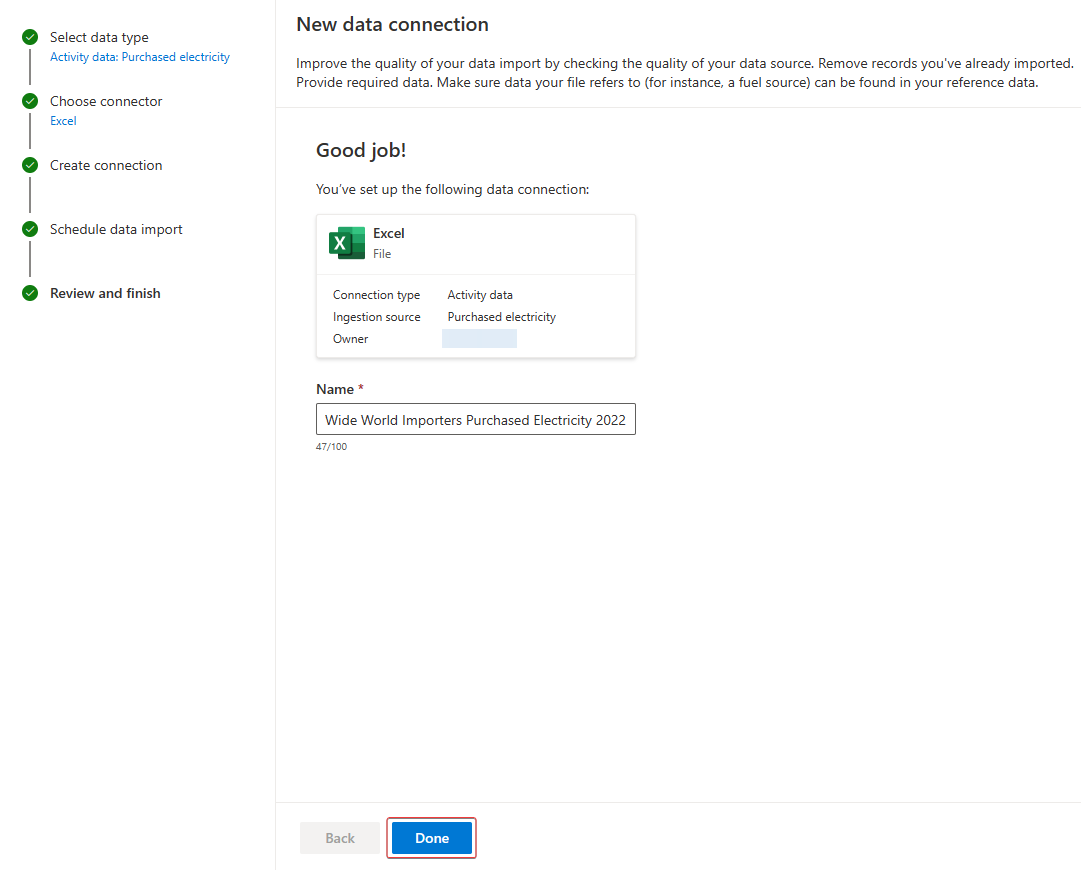 Select data type
Activity data: Purchased electricity
Choose connector
Excel
Create connection
Schedule data import
Review and finish
New data connection
Improve the quality of your data import by checking the quality of your data source. Remove records you've already imported.
Provide required data. Make sure data your file refers to (for instance, a fuel source) can be found in your reference data.
Good job!
You've set up the following data connection:
X
Excel
File
Connection type Activity data
Ingestion source Purchased electricity
Owner
Name *
Wide World Importers Purchased Electricity 2022
47/100
Back Done